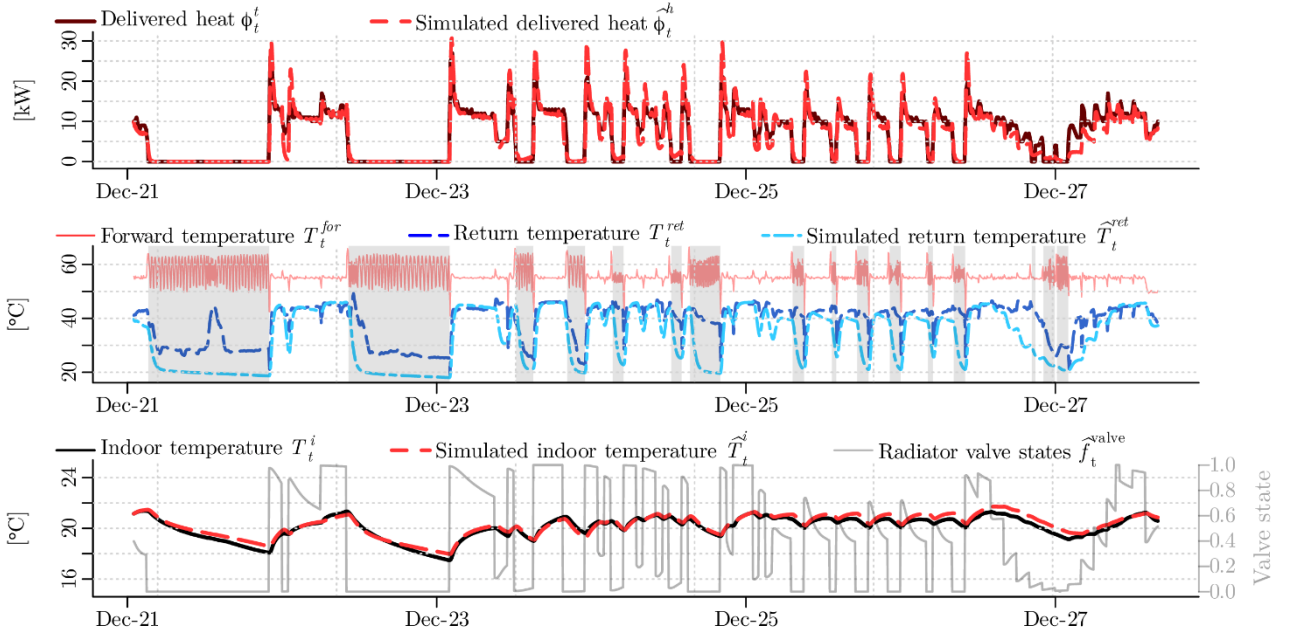 Delivered heat ϕ_t^t Simulated delivered heat \hat{ϕ}_t^h
30
20
10
0
[kW]
Dec-21 Dec-23 Dec-25 Dec-27
Forward temperature T_t^{for} Return temperature T_t^{ret} Simulated return temperature \hat{T}_t^{ret}
60
40
20
[°C]
Dec-21 Dec-23 Dec-25 Dec-27
Indoor temperature T_t^i Simulated indoor temperature \hat{T}_t^i Radiator valve states \hat{f}_t^{valve}
24
20
16
[°C]
1.0
0.8
0.6
0.4
0.2
0.0
Valve state
Dec-21 Dec-23 Dec-25 Dec-27